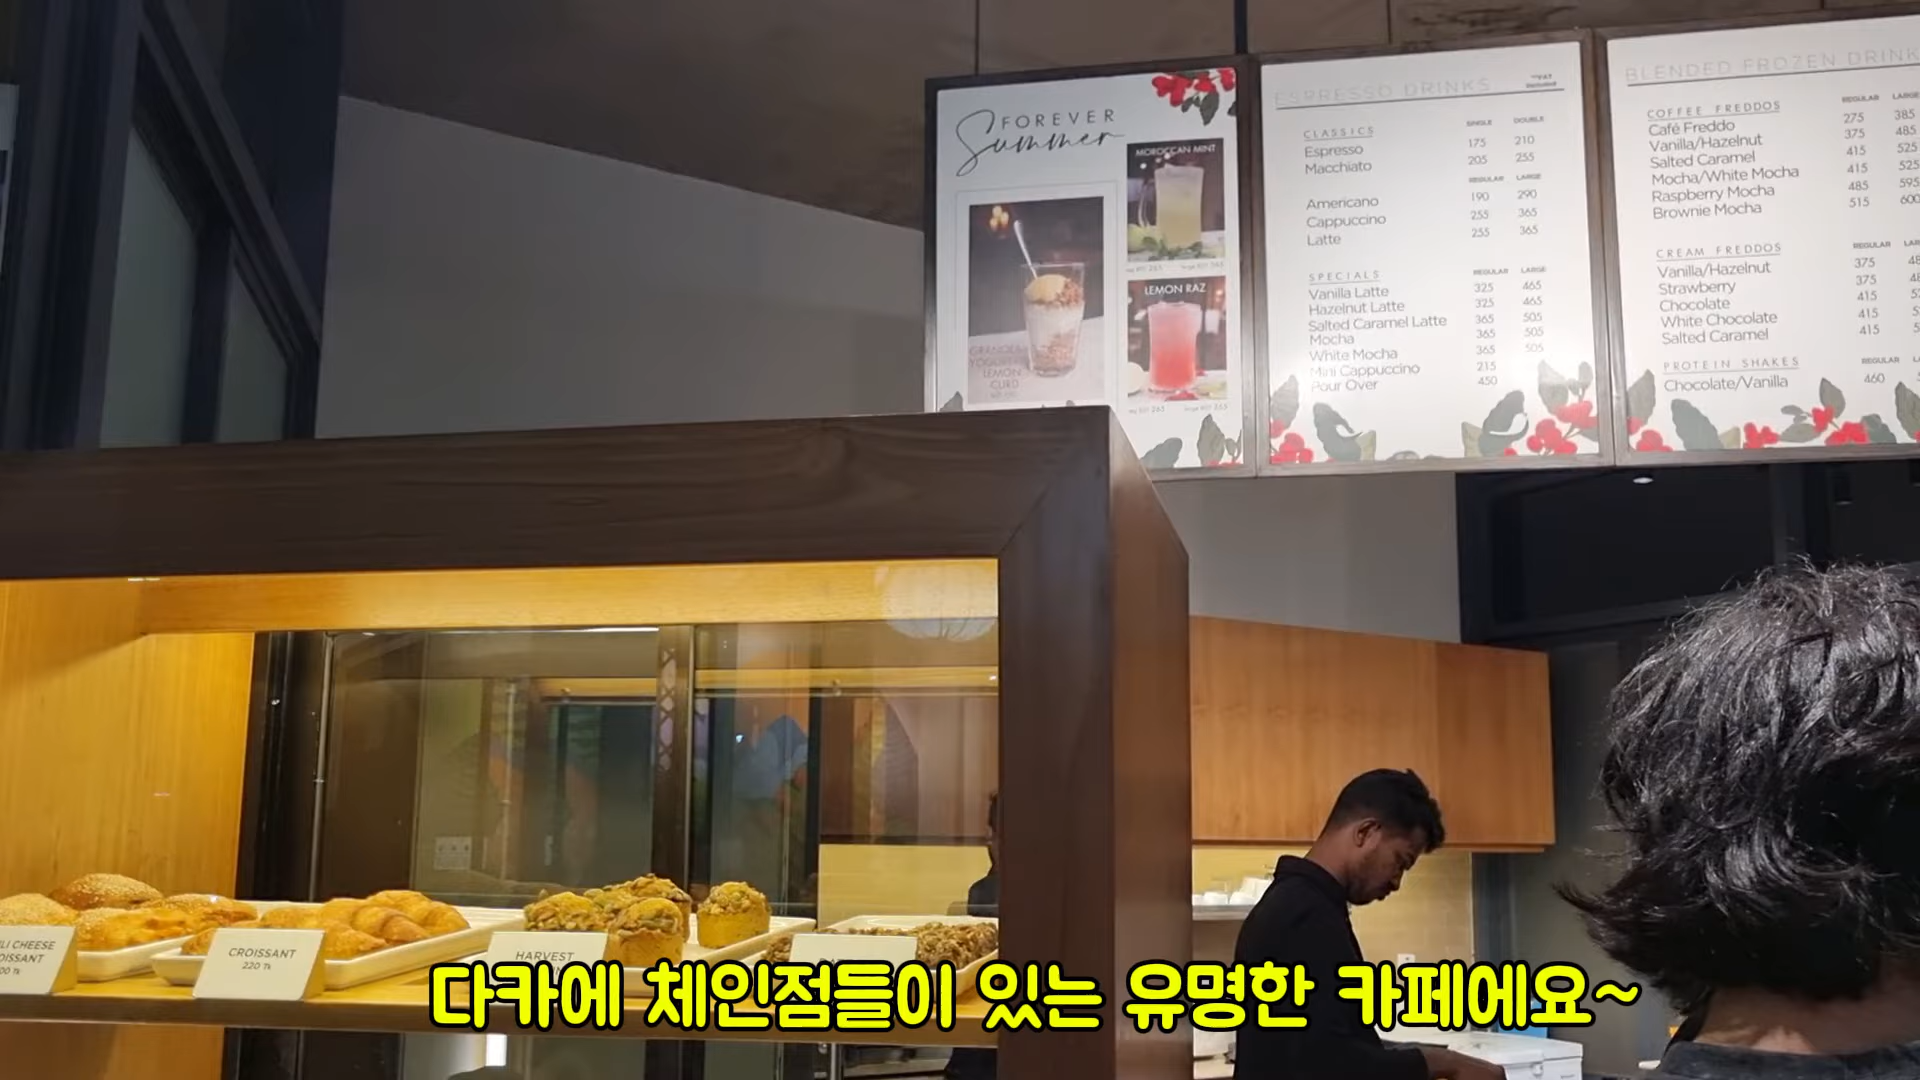 FOREVER
Summer
MOROCCAN MINT
LEMON RAZ
GRANOLA
YOGURT
LEMON
CURD
ESPRESSO DRINKS
CLASSICS SINGLE DOUBLE
Espresso 175 210
Macchiato 205 255
REGULAR LARGE
Americano 190 290
Cappuccino 255 365
Latte 255 365
SPECIALS REGULAR LARGE
Vanilla Latte 325 465
Hazelnut Latte 325 465
Salted Caramel Latte 365 505
Mocha 365 505
White Mocha 365 505
Mini Cappuccino 215
Pour Over 450
BLENDED FROZEN DRINK
COFFEE FREDDOS REGULAR LARGE
Café Freddo 275 385
Vanilla/Hazelnut 375 485
Salted Caramel 415 525
Mocha/White Mocha 415 525
Raspberry Mocha 485 595
Brownie Mocha 515 600
CREAM FREDDOS REGULAR
Vanilla/Hazelnut 375
Strawberry 375
Chocolate 415
White Chocolate 415
Salted Caramel 415
PROTEIN SHAKES REGULAR
Chocolate/Vanilla 460
CHEESE
CROISSANT
220 Tk
HARVEST
다카에 체인점들이 있는 유명한 카페에요~